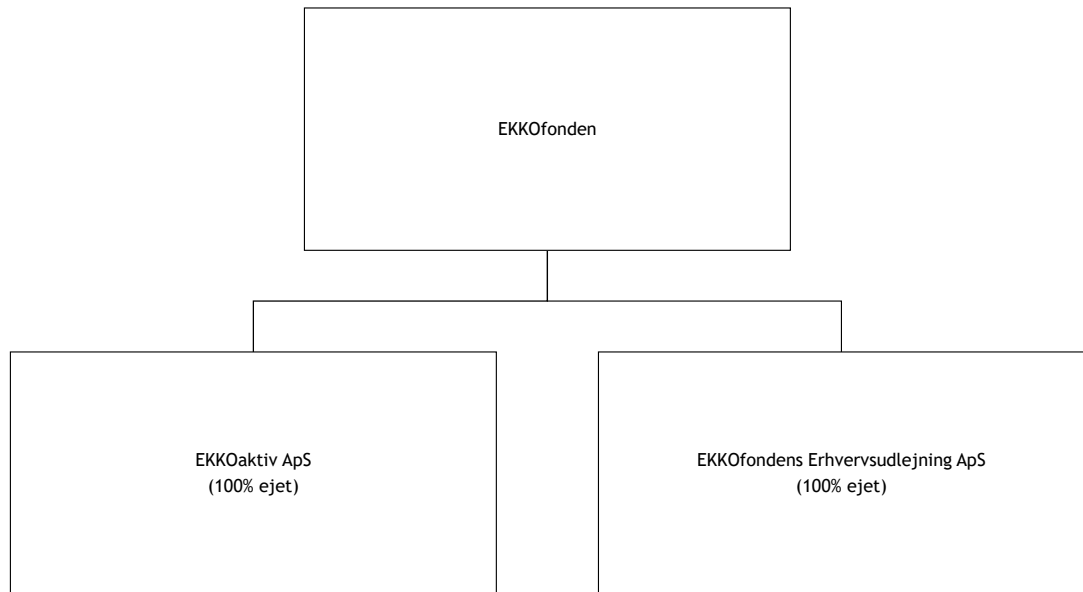 EKKOfonden
EKKOaktiv ApS
(100% ejet)
EKKOfondens Erhvervsudlejning ApS
(100% ejet)